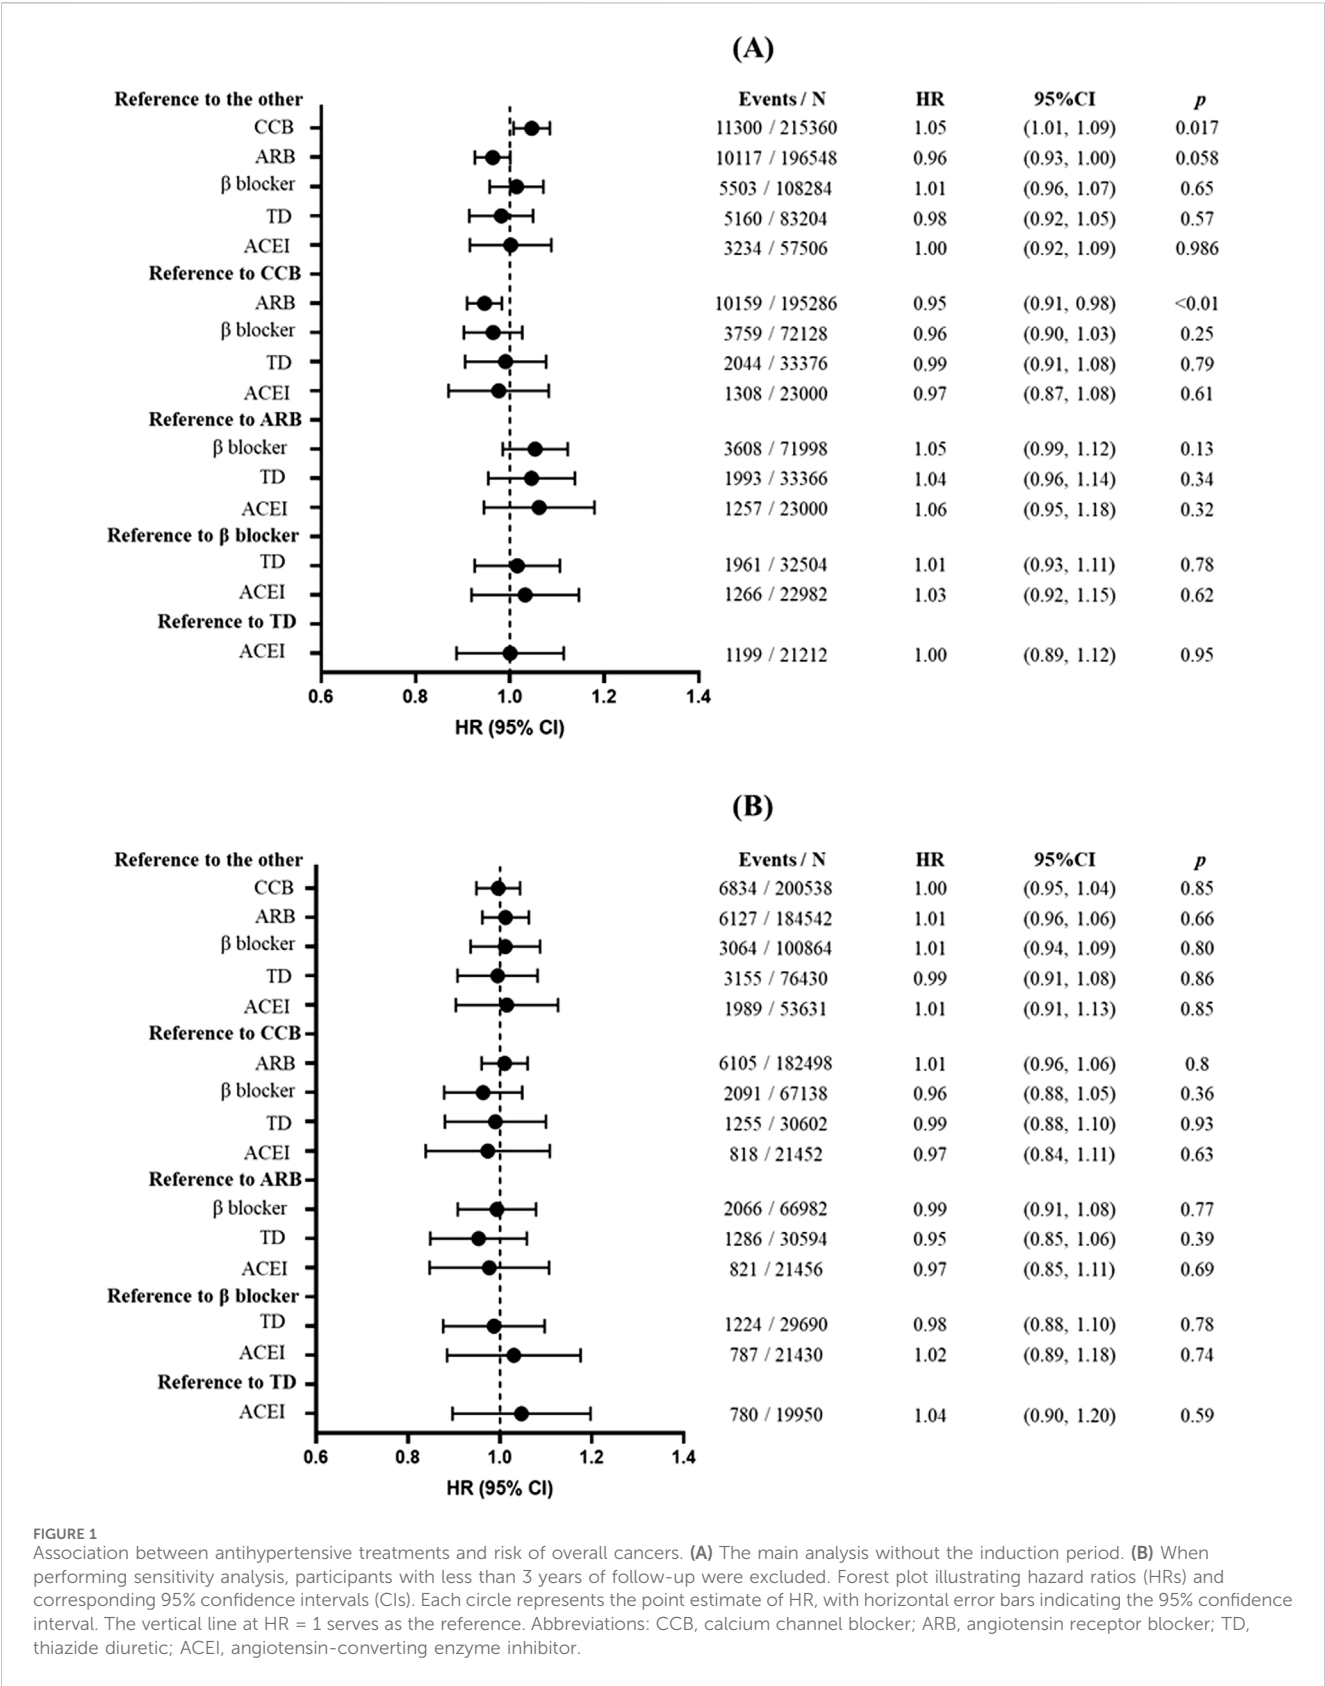 (A)
Reference to the other Events / N HR 95%CI p
CCB 11300 / 215360 1.05 (1.01, 1.09) 0.017
ARB 10117 / 196548 0.96 (0.93, 1.00) 0.058
β blocker 5503 / 108284 1.01 (0.96, 1.07) 0.65
TD 5160 / 83204 0.98 (0.92, 1.05) 0.57
ACEI 3234 / 57506 1.00 (0.92, 1.09) 0.986
Reference to CCB
ARB 10159 / 195286 0.95 (0.91, 0.98) <0.01
β blocker 3759 / 72128 0.96 (0.90, 1.03) 0.25
TD 2044 / 33376 0.99 (0.91, 1.08) 0.79
ACEI 1308 / 23000 0.97 (0.87, 1.08) 0.61
Reference to ARB
β blocker 3608 / 71998 1.05 (0.99, 1.12) 0.13
TD 1993 / 33366 1.04 (0.96, 1.14) 0.34
ACEI 1257 / 23000 1.06 (0.95, 1.18) 0.32
Reference to β blocker
TD 1961 / 32504 1.01 (0.93, 1.11) 0.78
ACEI 1266 / 22982 1.03 (0.92, 1.15) 0.62
Reference to TD
ACEI 1199 / 21212 1.00 (0.89, 1.12) 0.95
0.6 0.8 1.0 1.2 1.4
HR (95% CI)
(B)
Reference to the other Events / N HR 95%CI p
CCB 6834 / 200538 1.00 (0.95, 1.04) 0.85
ARB 6127 / 184542 1.01 (0.96, 1.06) 0.66
β blocker 3064 / 100864 1.01 (0.94, 1.09) 0.80
TD 3155 / 76430 0.99 (0.91, 1.08) 0.86
ACEI 1989 / 53631 1.01 (0.91, 1.13) 0.85
Reference to CCB
ARB 6105 / 182498 1.01 (0.96, 1.06) 0.8
β blocker 2091 / 67138 0.96 (0.88, 1.05) 0.36
TD 1255 / 30602 0.99 (0.88, 1.10) 0.93
ACEI 818 / 21452 0.97 (0.84, 1.11) 0.63
Reference to ARB
β blocker 2066 / 66982 0.99 (0.91, 1.08) 0.77
TD 1286 / 30594 0.95 (0.85, 1.06) 0.39
ACEI 821 / 21456 0.97 (0.85, 1.11) 0.69
Reference to β blocker
TD 1224 / 29690 0.98 (0.88, 1.10) 0.78
ACEI 787 / 21430 1.02 (0.89, 1.18) 0.74
Reference to TD
ACEI 780 / 19950 1.04 (0.90, 1.20) 0.59
0.6 0.8 1.0 1.2 1.4
HR (95% CI)
FIGURE 1
Association between antihypertensive treatments and risk of overall cancers. (A) The main analysis without the induction period. (B) When
performing sensitivity analysis, participants with less than 3 years of follow-up were excluded. Forest plot illustrating hazard ratios (HRs) and
corresponding 95% confidence intervals (CIs). Each circle represents the point estimate of HR, with horizontal error bars indicating the 95% confidence
interval. The vertical line at HR = 1 serves as the reference. Abbreviations: CCB, calcium channel blocker; ARB, angiotensin receptor blocker; TD,
thiazide diuretic; ACEI, angiotensin-converting enzyme inhibitor.